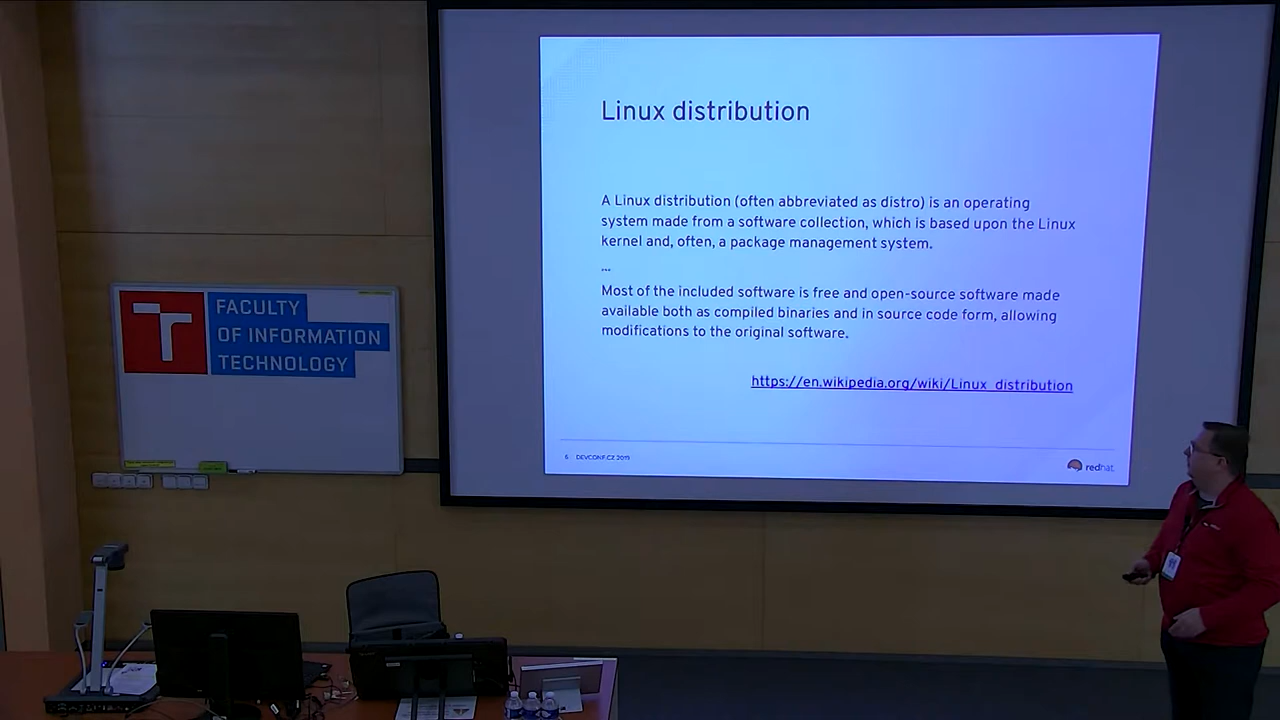 Linux distribution
A Linux distribution (often abbreviated as distro) is an operating
system made from a software collection, which is based upon the Linux
kernel and, often, a package management system.
...
Most of the included software is free and open-source software made
available both as compiled binaries and in source code form, allowing
modifications to the original software.
https://en.wikipedia.org/wiki/Linux_distribution
6 DEVCONF.CZ 2019
redhat.
FACULTY
OF INFORMATION
TECHNOLOGY